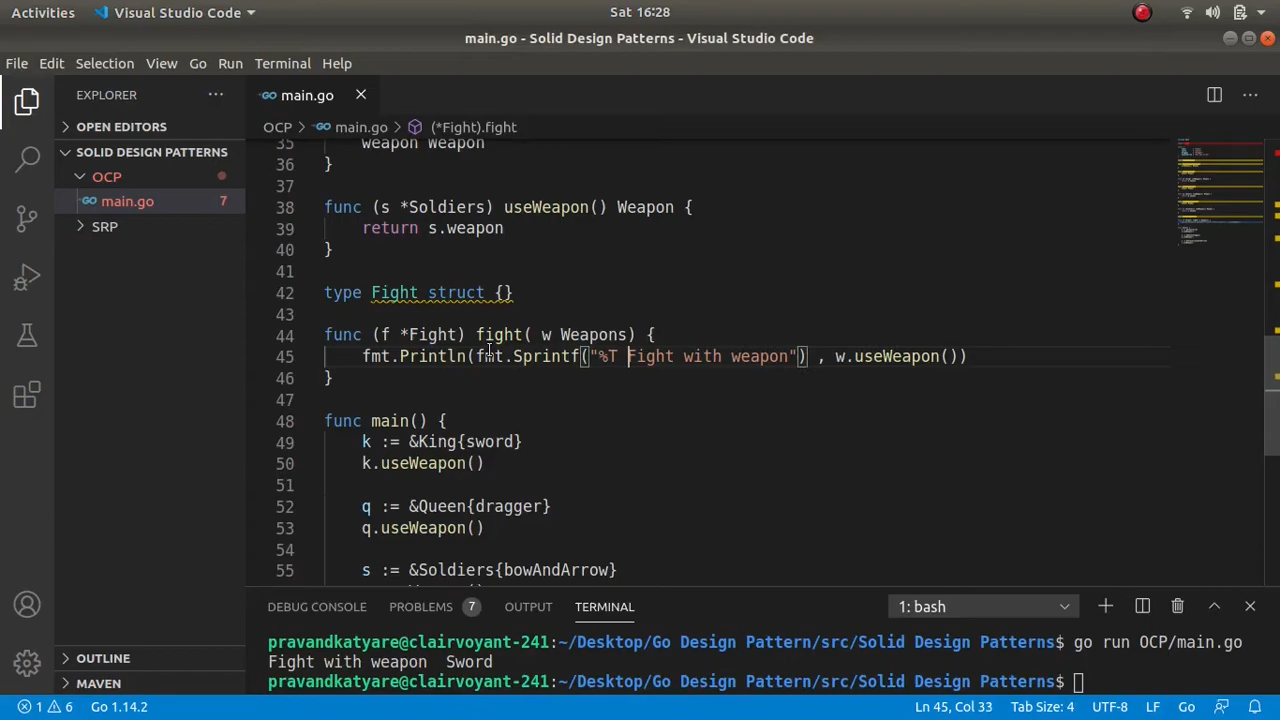 Activities
Visual Studio Code
Sat 16:28
main.go - Solid Design Patterns - Visual Studio Code
File Edit Selection View Go Run Terminal Help
EXPLORER
main.go
OPEN EDITORS
OCP > main.go > (*Fight).fight
SOLID DESIGN PATTERNS
OCP
main.go 7
SRP
35 weapon Weapon
36 }
37
38 func (s *Soldiers) useWeapon() Weapon {
39 return s.weapon
40 }
41
42 type Fight struct {}
43
44 func (f *Fight) fight( w Weapons) {
45 fmt.Println(fmt.Sprintf("%T Fight with weapon") , w.useWeapon())
46 }
47
48 func main() {
49 k := &King{sword}
50 k.useWeapon()
51
52 q := &Queen{dragger}
53 q.useWeapon()
54
55 s := &Soldiers{bowAndArrow}
DEBUG CONSOLE PROBLEMS 7 OUTPUT TERMINAL 1: bash
pravandkatyare@clairvoyant-241:~/Desktop/Go Design Pattern/src/Solid Design Patterns$ go run OCP/main.go
Fight with weapon  Sword
pravandkatyare@clairvoyant-241:~/Desktop/Go Design Pattern/src/Solid Design Patterns$
OUTLINE
MAVEN
1 6 Go 1.14.2 Ln 45, Col 33 Tab Size: 4 UTF-8 LF Go